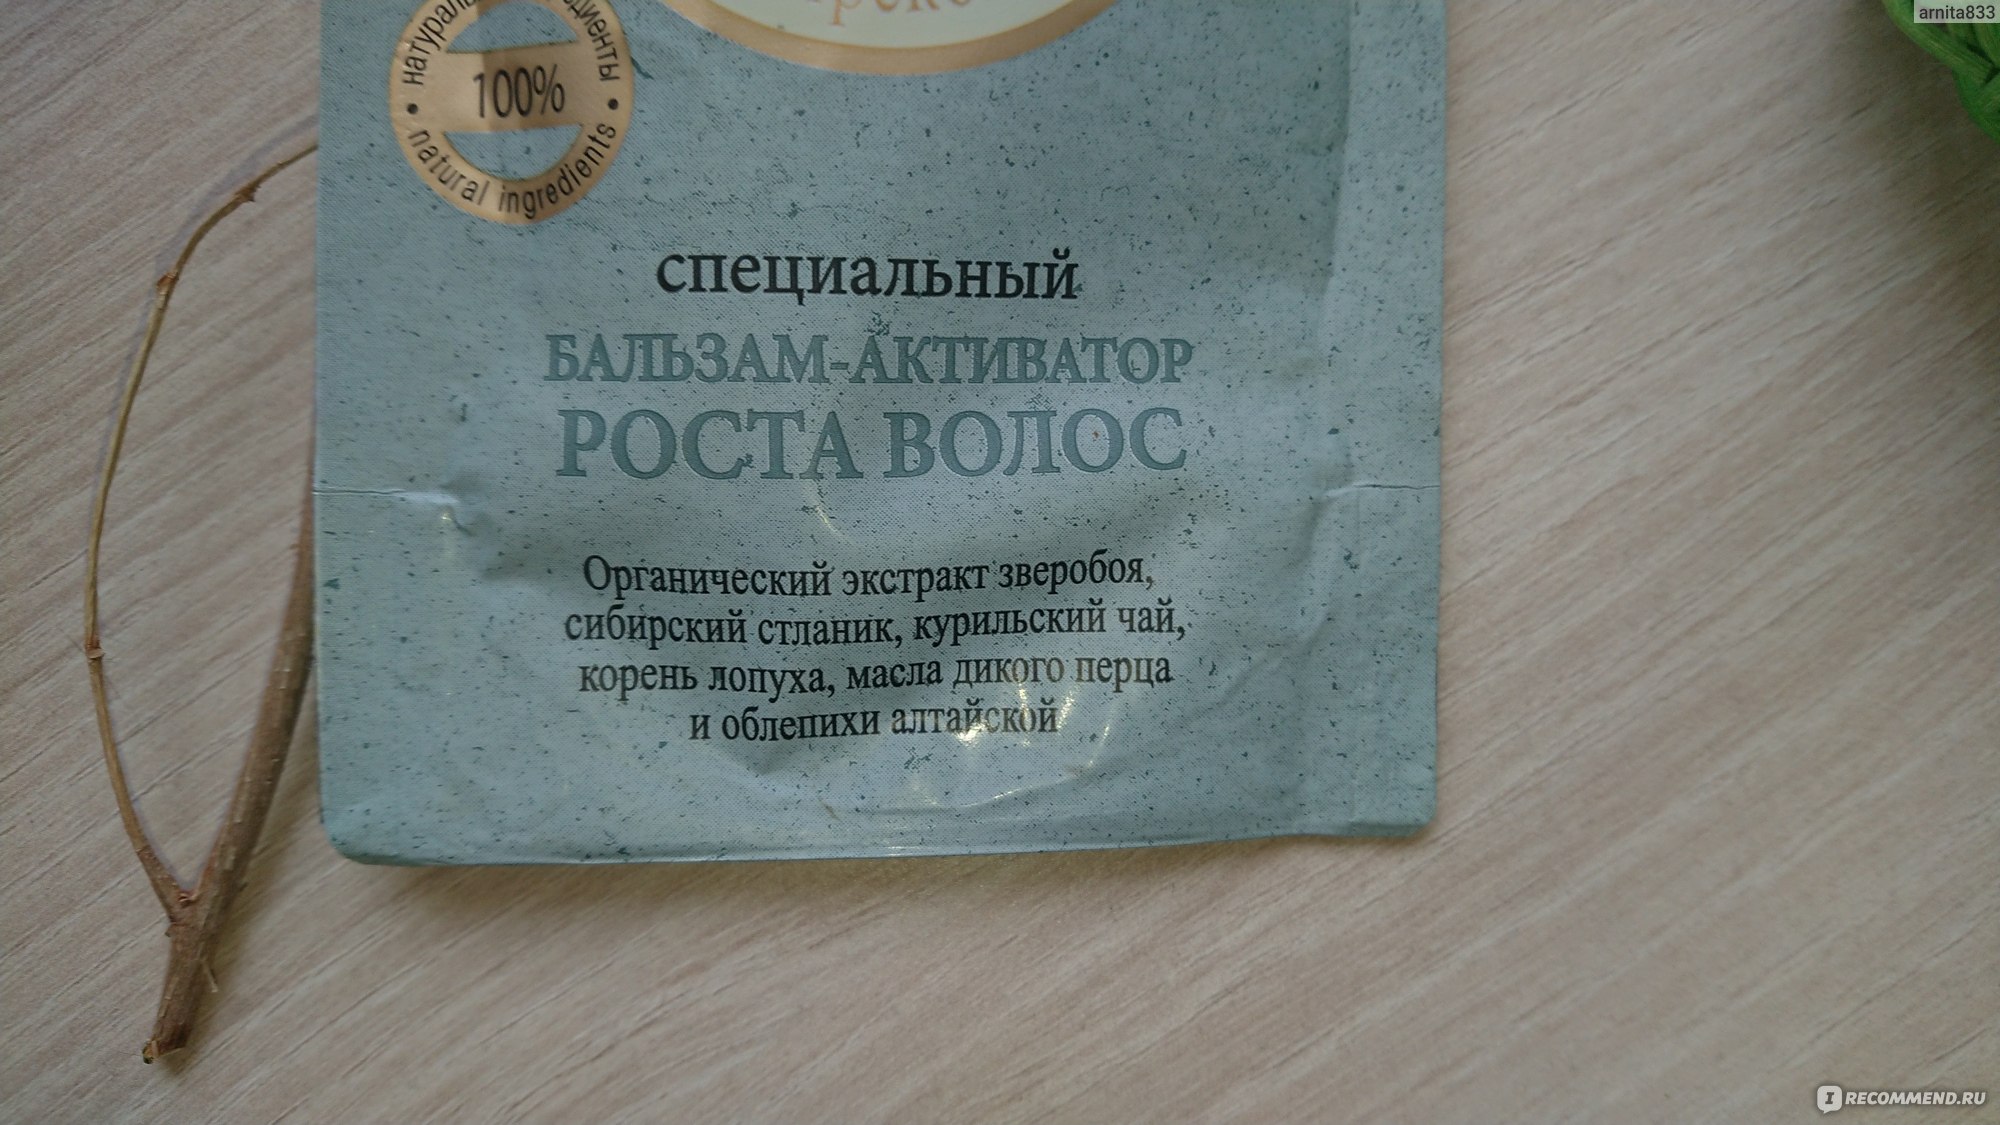 arnita833
100%
natural ingredients
специальный
БАЛЬЗАМ-АКТИВАТОР
РОСТА ВОЛОС
Органический экстракт зверобоя,
сибирский стланик, курильский чай,
корень лопуха, масла дикого перца
и облепихи алтайской
IRECOMMEND.RU